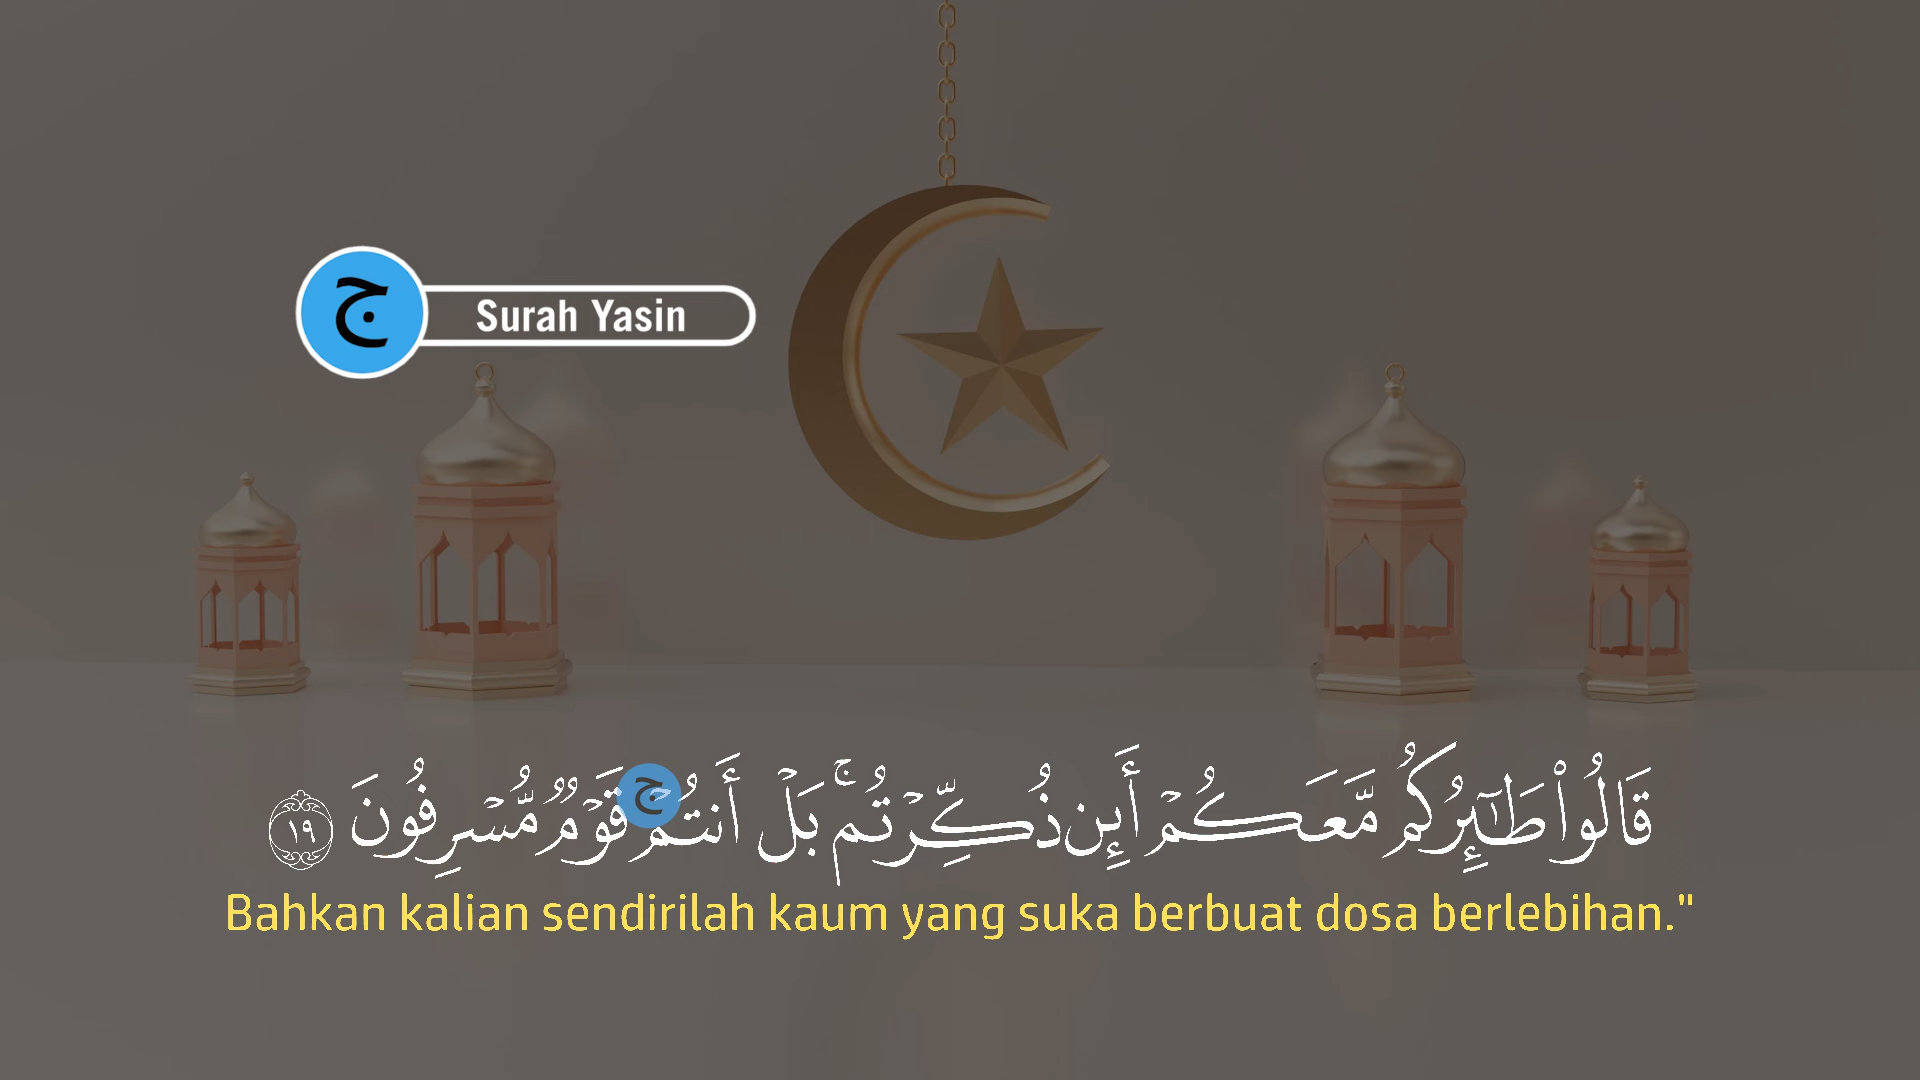 ج
Surah Yasin
قَالُوا۟ طَـٰٓئِرُكُم مَّعَكُمْ أَئِن ذُكِّرْتُم ۚ بَلْ أَنتُمْ قَوْمٌ مُّسْرِفُونَ ١٩
ج
Bahkan kalian sendirilah kaum yang suka berbuat dosa berlebihan."